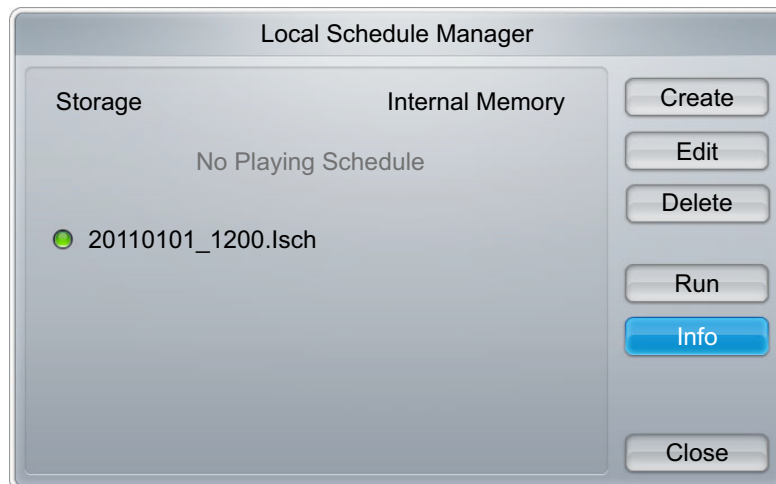 Local Schedule Manager
Storage Internal Memory
No Playing Schedule
20110101_1200.lsch
Create
Edit
Delete
Run
Info
Close